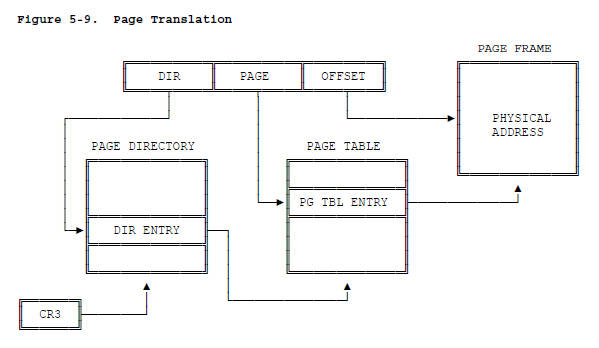 Figure 5-9.  Page Translation
PAGE FRAME
DIR PAGE OFFSET
PHYSICAL
ADDRESS
PAGE DIRECTORY PAGE TABLE
PG TBL ENTRY
DIR ENTRY
CR3